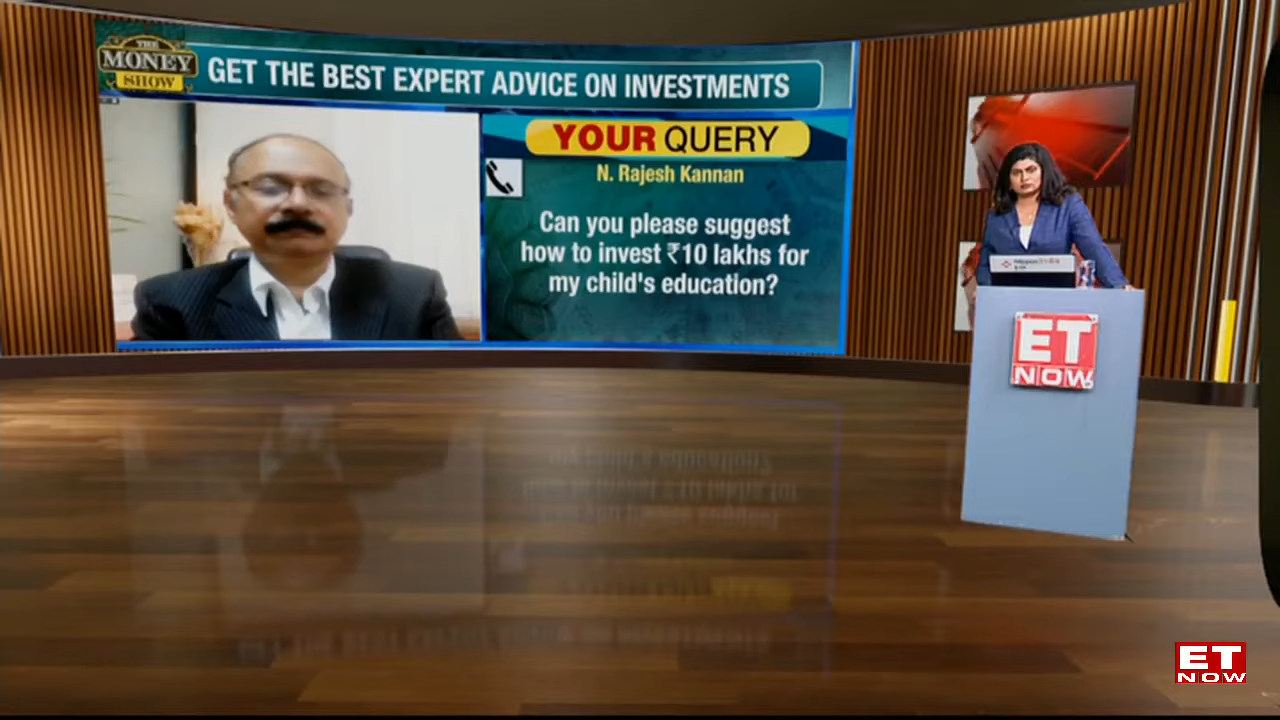 THE
MONEY
SHOW
GET THE BEST EXPERT ADVICE ON INVESTMENTS
YOUR QUERY
N. Rajesh Kannan
Can you please suggest
how to invest ₹10 lakhs for
my child's education?
ET
NOW
ET
NOW